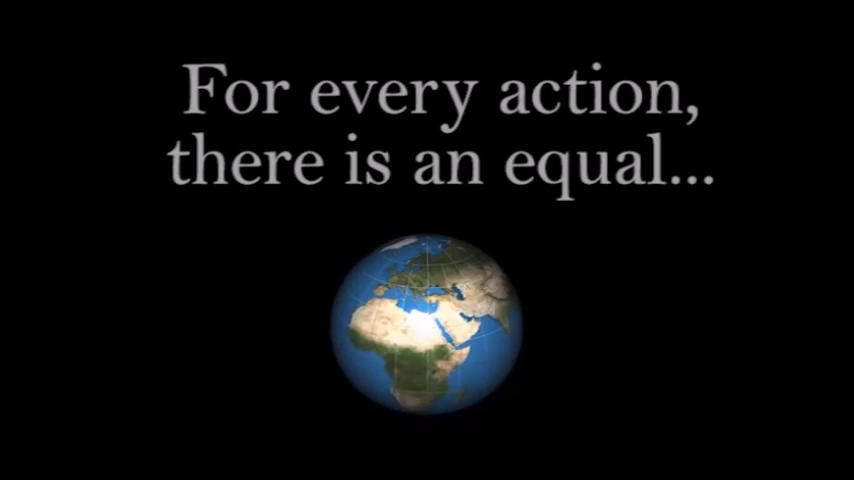 For every action,
there is an equal...